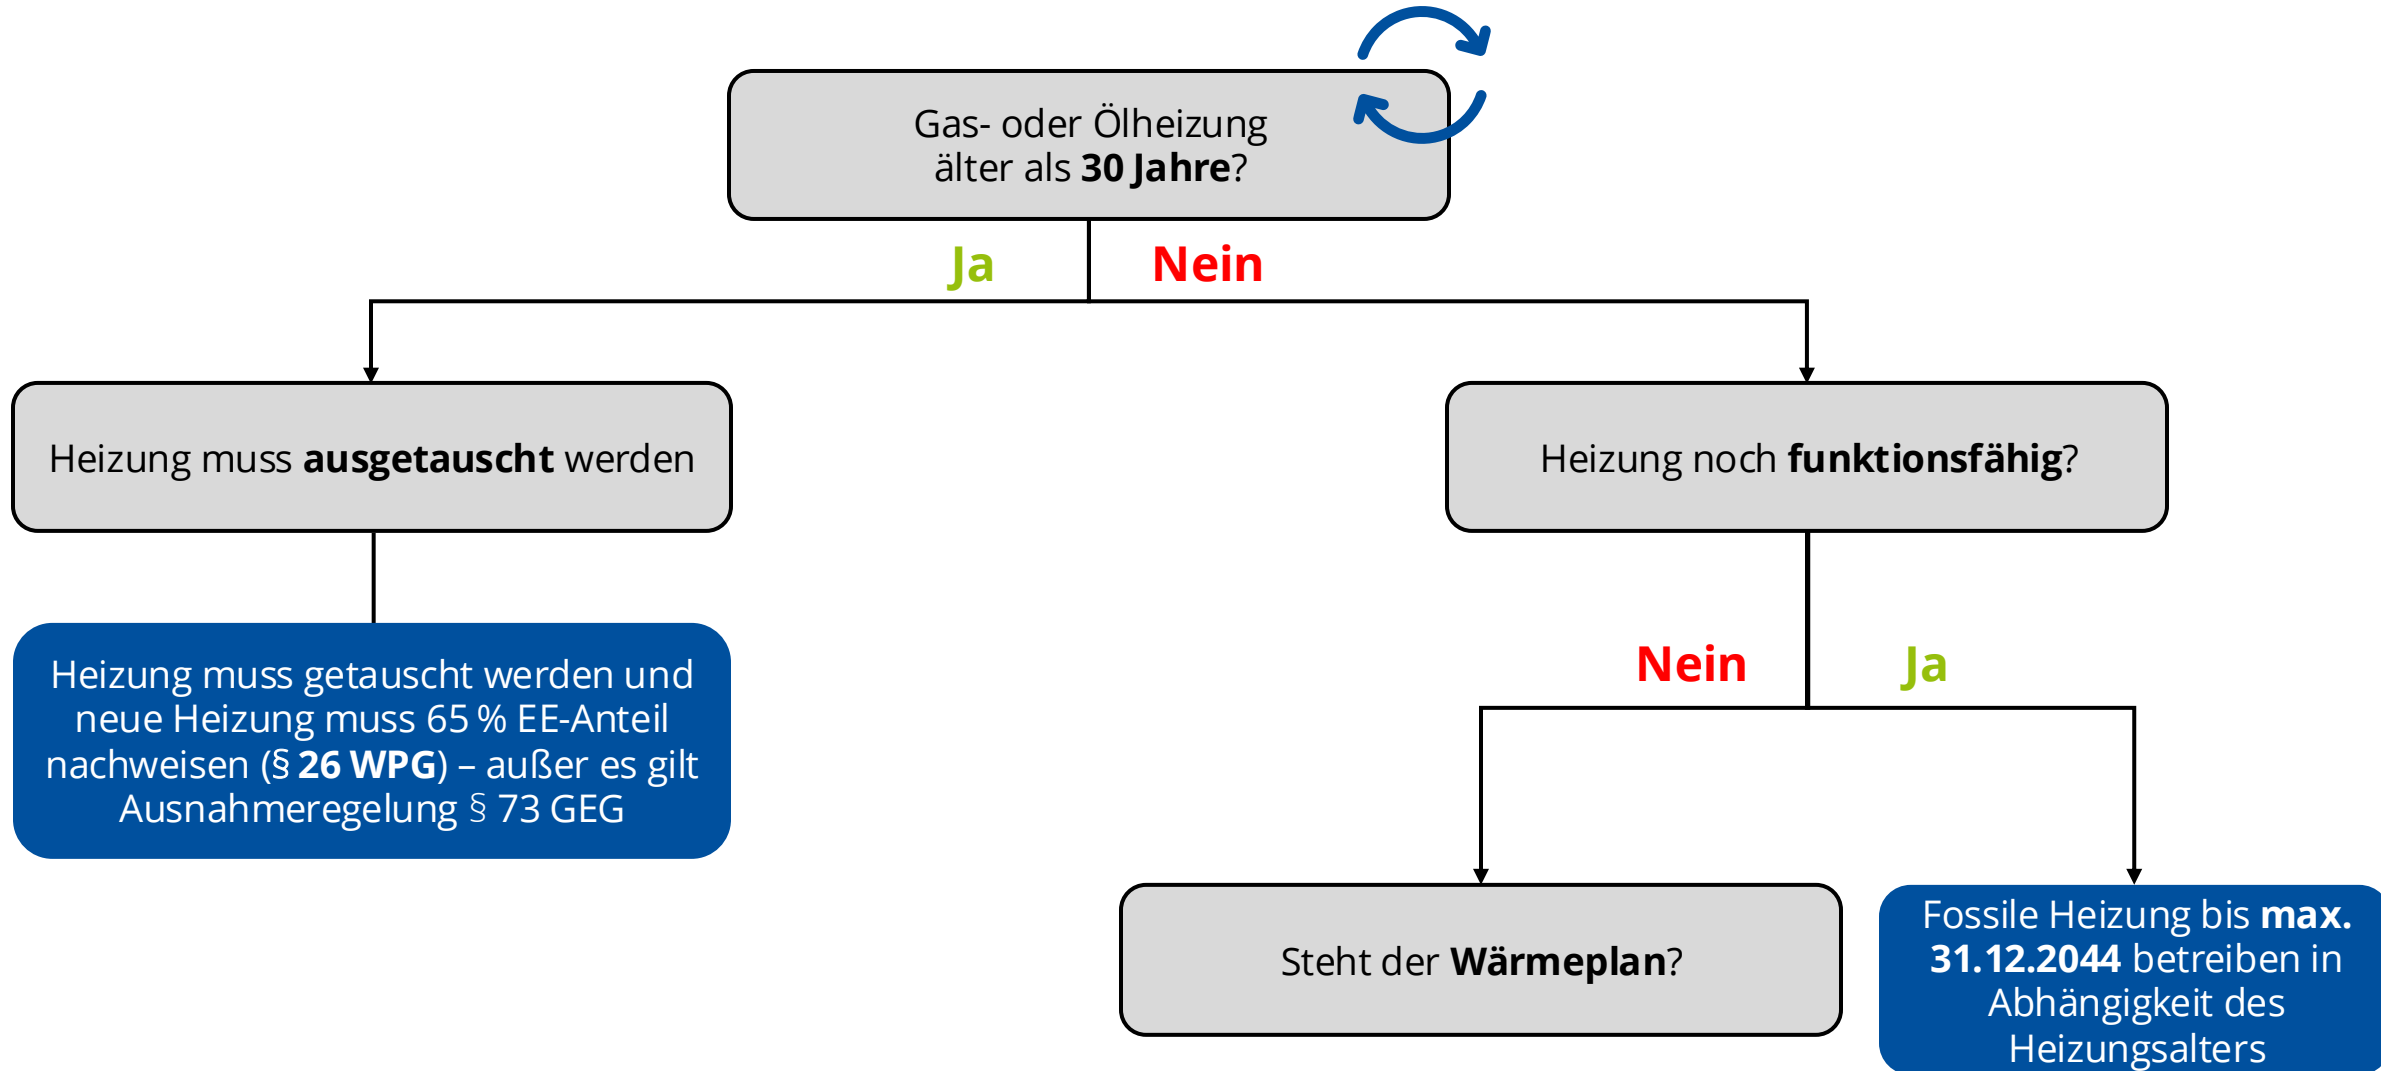 Gas- oder Ölheizung
älter als 30 Jahre?
Ja
Nein
Heizung muss ausgetauscht werden
Heizung noch funktionsfähig?
Heizung muss getauscht werden und
neue Heizung muss 65 % EE-Anteil
nachweisen (§ 26 WPG) – außer es gilt
Ausnahmeregelung § 73 GEG
Nein
Ja
Steht der Wärmeplan?
Fossile Heizung bis max.
31.12.2044 betreiben in
Abhängigkeit des
Heizungsalters